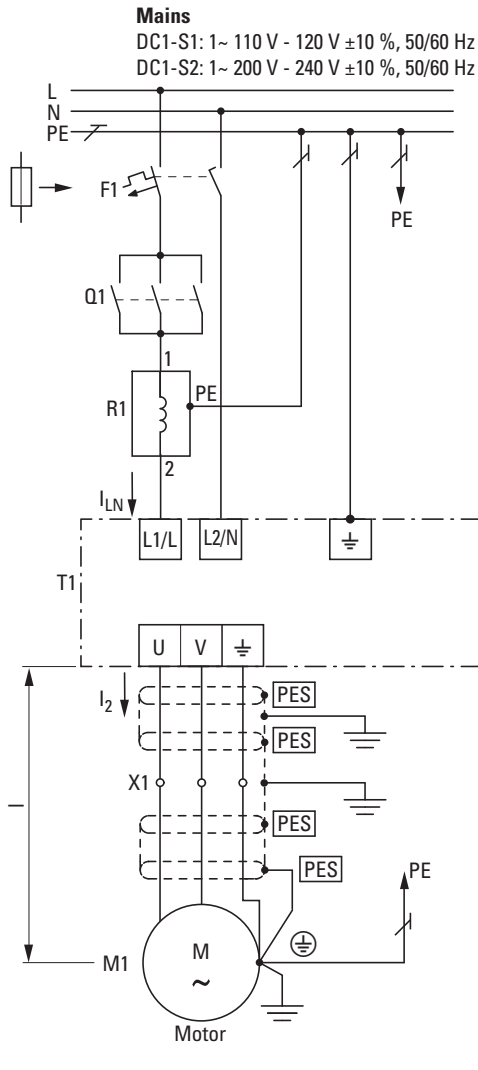 Mains
DC1-S1: 1~ 110 V - 120 V ±10 %, 50/60 Hz
DC1-S2: 1~ 200 V - 240 V ±10 %, 50/60 Hz
L
N
PE
F1
PE
Q1
1
R1
PE
2
I_LN
L1/L
L2/N
T1
U
V
I_2
PES
PES
X1
l
PES
PES
PE
M1
M
~
Motor